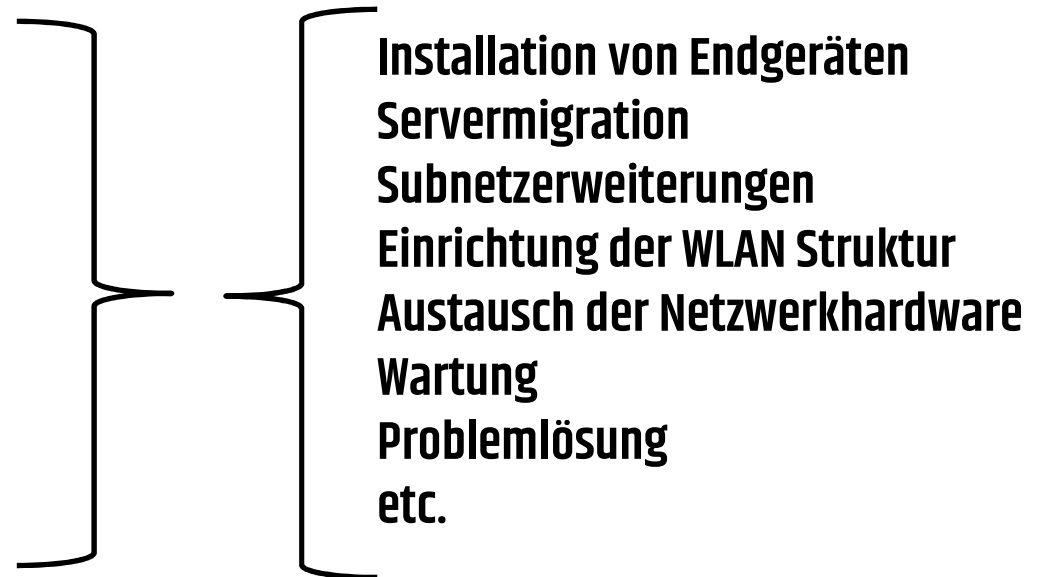 Installation von Endgeräten
Servermigration
Subnetzerweiterungen
Einrichtung der WLAN Struktur
Austausch der Netzwerkhardware
Wartung
Problemlösung
etc.